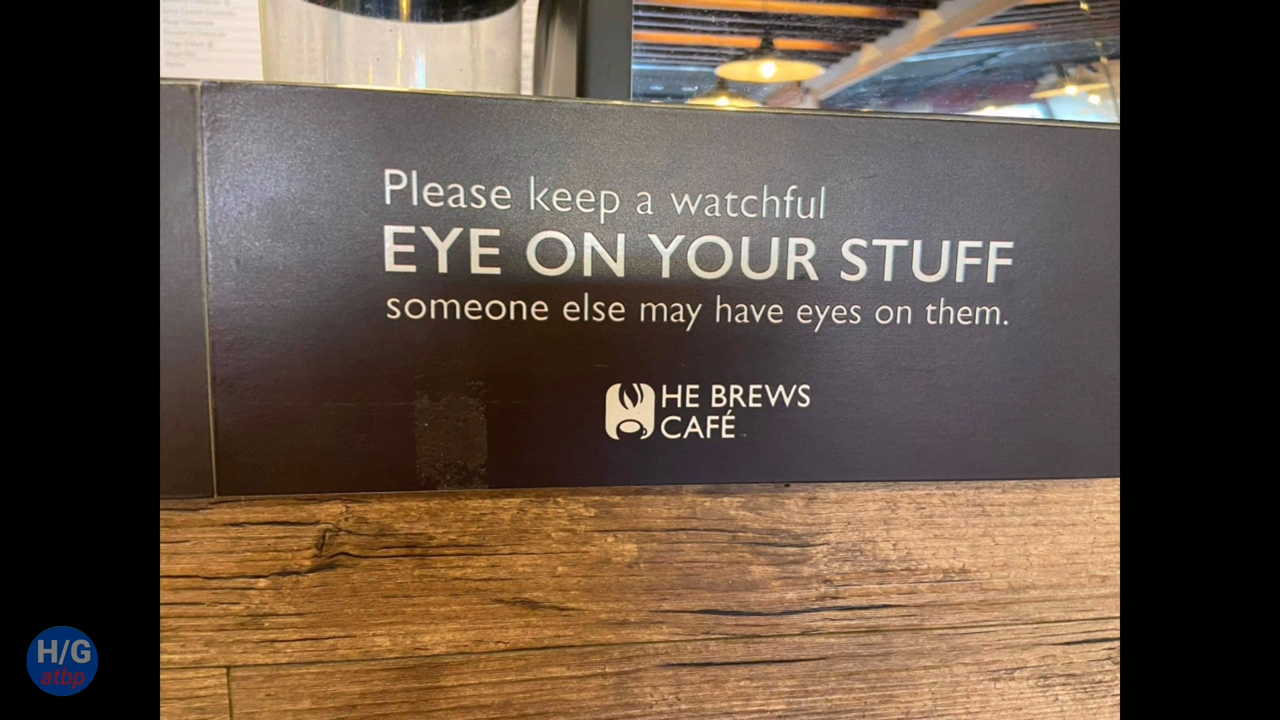 Please keep a watchful
EYE ON YOUR STUFF
someone else may have eyes on them.
HE BREWS
CAFÉ
H/G
atbp